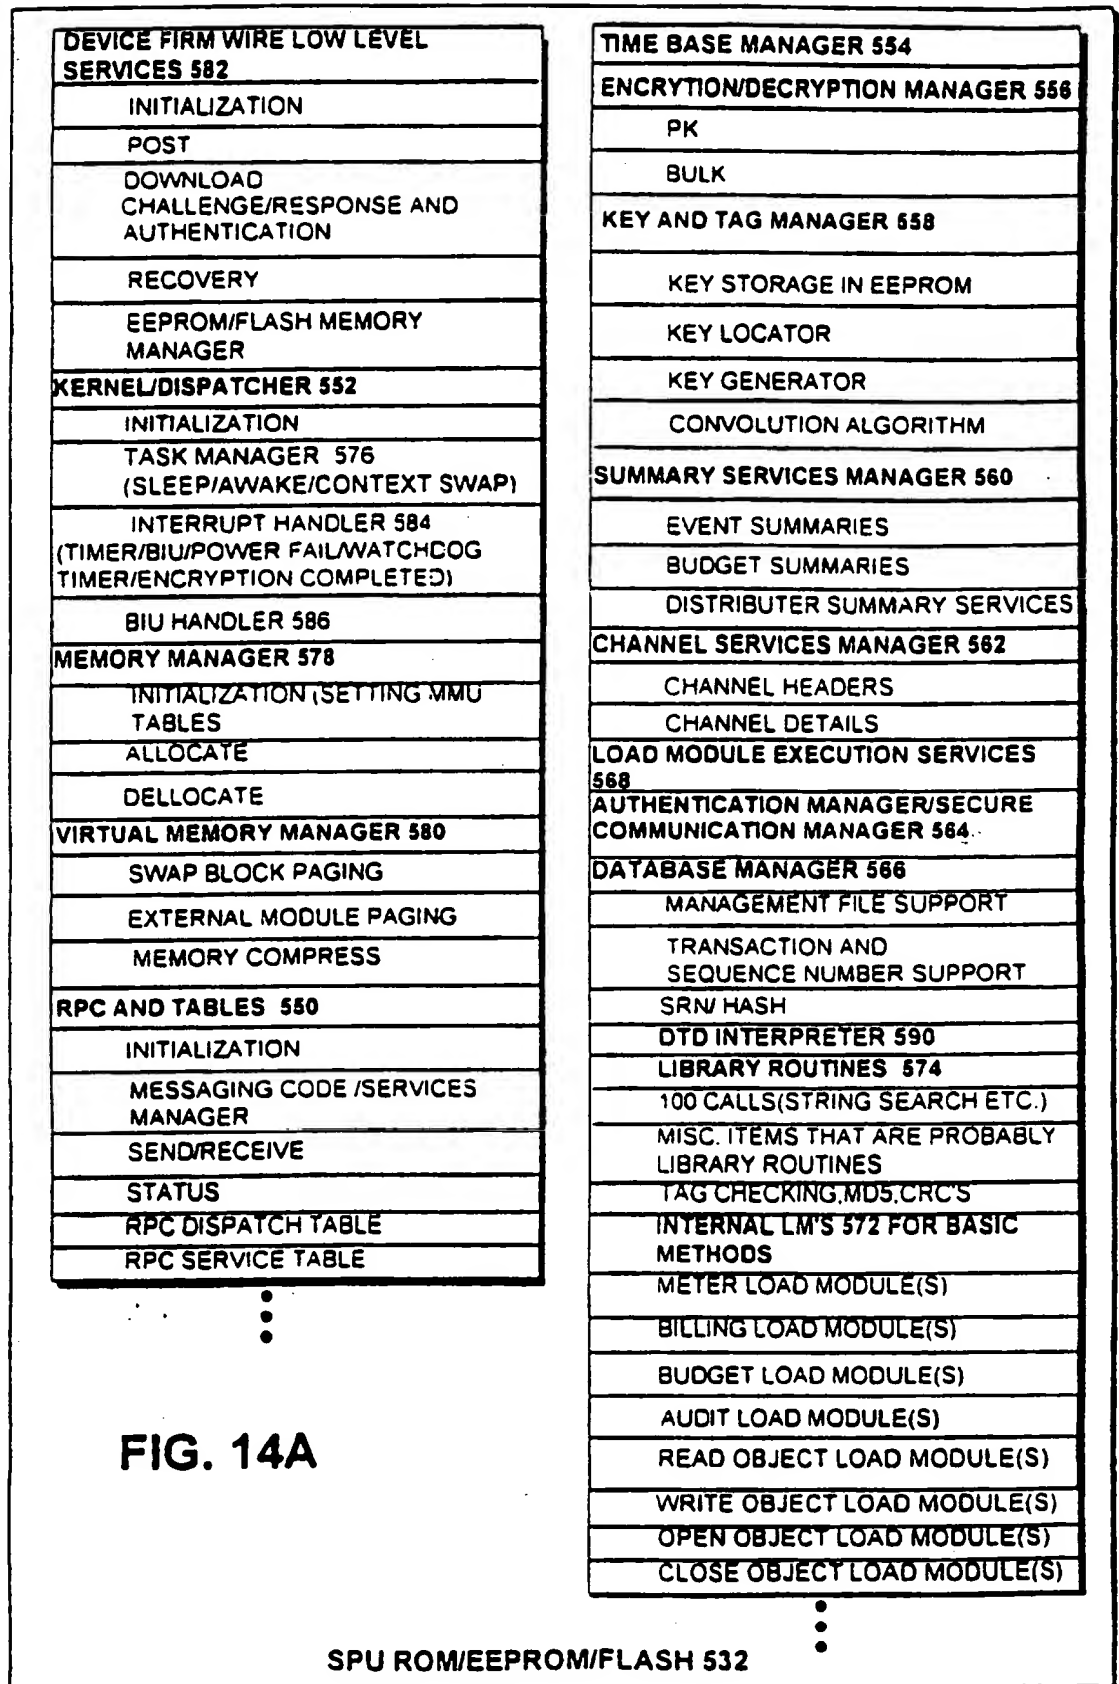 DEVICE FIRM WIRE LOW LEVEL
SERVICES 582
INITIALIZATION
POST
DOWNLOAD
CHALLENGE/RESPONSE AND
AUTHENTICATION
RECOVERY
EEPROM/FLASH MEMORY
MANAGER
KERNEL/DISPATCHER 552
INITIALIZATION
TASK MANAGER 576
(SLEEP/AWAKE/CONTEXT SWAP)
INTERRUPT HANDLER 584
(TIMER/BIU/POWER FAIL/WATCHDOG
TIMER/ENCRYPTION COMPLETED)
BIU HANDLER 586
MEMORY MANAGER 578
INITIALIZATION (SETTING MMU
TABLES
ALLOCATE
DELLOCATE
VIRTUAL MEMORY MANAGER 580
SWAP BLOCK PAGING
EXTERNAL MODULE PAGING
MEMORY COMPRESS
RPC AND TABLES 550
INITIALIZATION
MESSAGING CODE /SERVICES
MANAGER
SEND/RECEIVE
STATUS
RPC DISPATCH TABLE
RPC SERVICE TABLE
TIME BASE MANAGER 554
ENCRYTION/DECRYPTION MANAGER 556
PK
BULK
KEY AND TAG MANAGER 558
KEY STORAGE IN EEPROM
KEY LOCATOR
KEY GENERATOR
CONVOLUTION ALGORITHM
SUMMARY SERVICES MANAGER 560
EVENT SUMMARIES
BUDGET SUMMARIES
DISTRIBUTER SUMMARY SERVICES
CHANNEL SERVICES MANAGER 562
CHANNEL HEADERS
CHANNEL DETAILS
LOAD MODULE EXECUTION SERVICES
568
AUTHENTICATION MANAGER/SECURE
COMMUNICATION MANAGER 564
DATABASE MANAGER 566
MANAGEMENT FILE SUPPORT
TRANSACTION AND
SEQUENCE NUMBER SUPPORT
SRN/ HASH
DTD INTERPRETER 590
LIBRARY ROUTINES 574
100 CALLS(STRING SEARCH ETC.)
MISC. ITEMS THAT ARE PROBABLY
LIBRARY ROUTINES
TAG CHECKING,MD5,CRC'S
INTERNAL LM'S 572 FOR BASIC
METHODS
METER LOAD MODULE(S)
BILLING LOAD MODULE(S)
BUDGET LOAD MODULE(S)
AUDIT LOAD MODULE(S)
READ OBJECT LOAD MODULE(S)
WRITE OBJECT LOAD MODULE(S)
OPEN OBJECT LOAD MODULE(S)
CLOSE OBJECT LOAD MODULE(S)
FIG. 14A
SPU ROM/EEPROM/FLASH 532